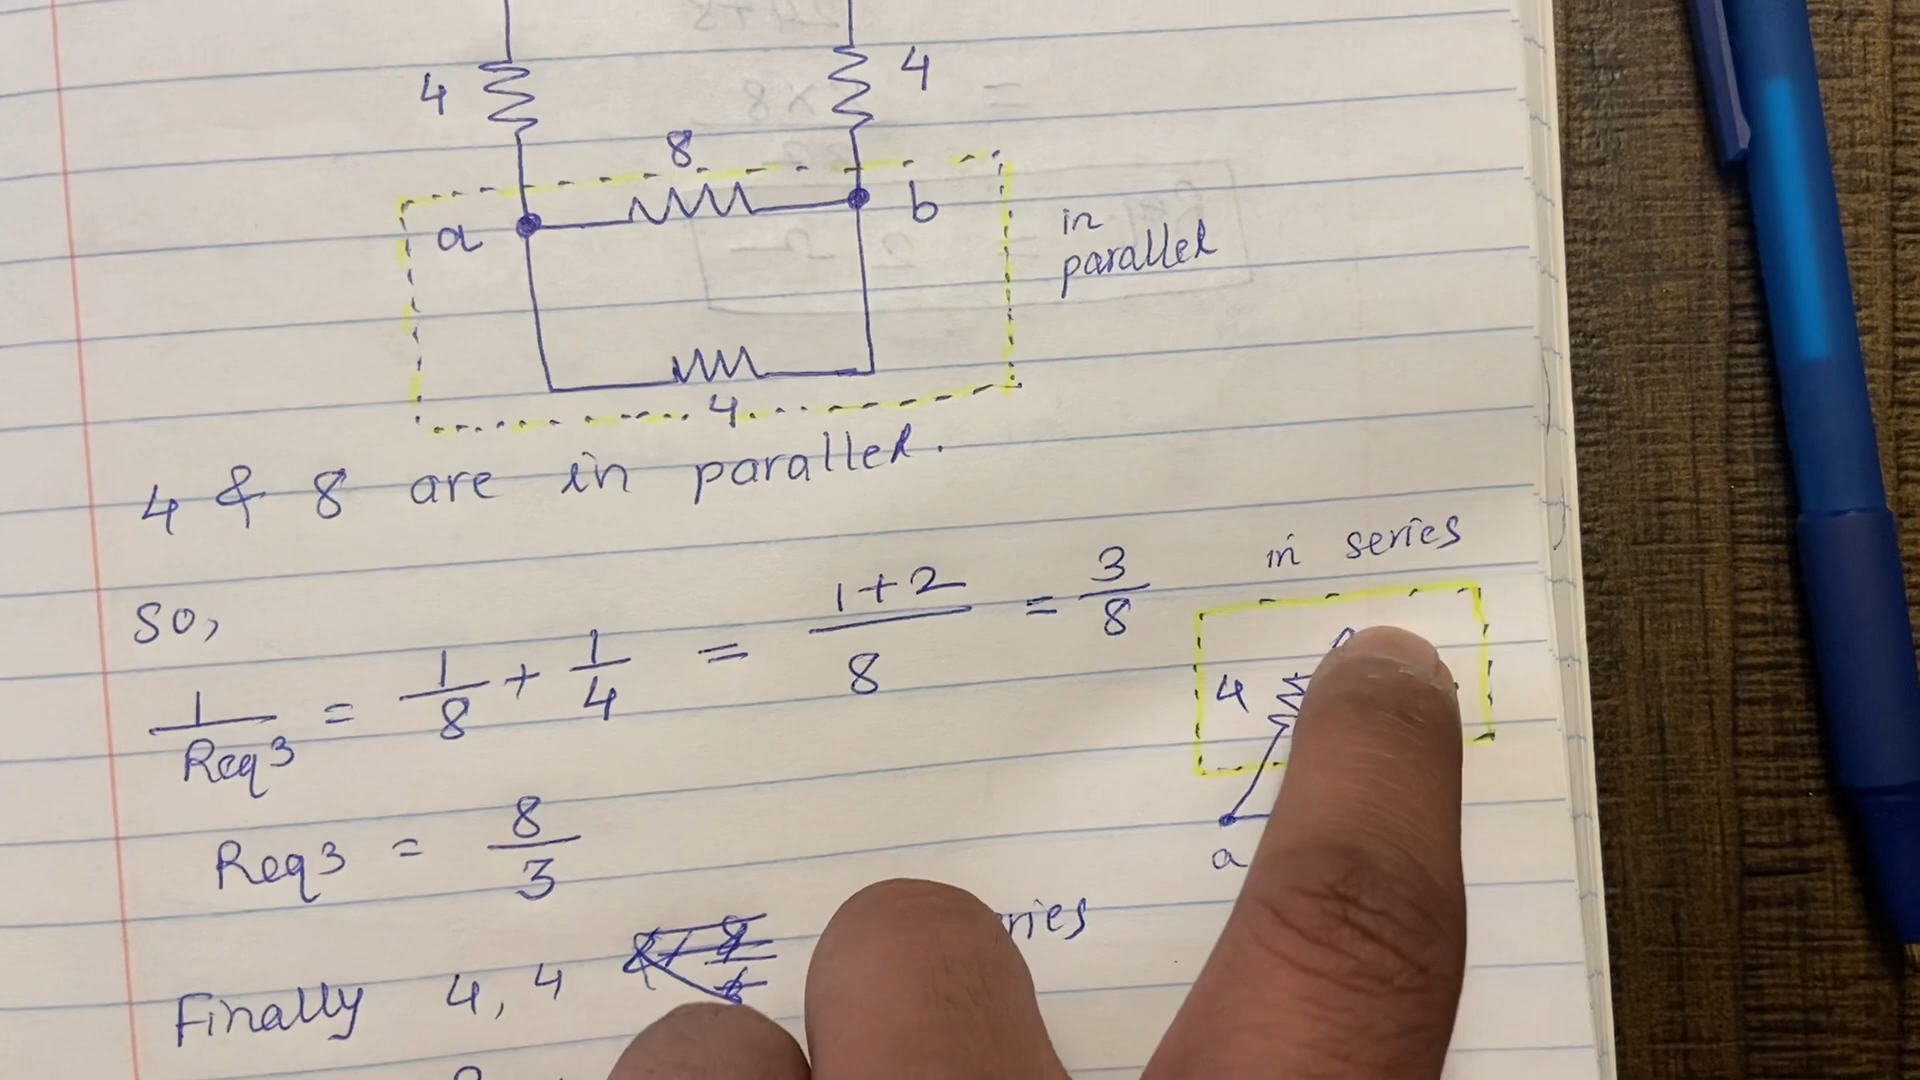 4
4
8
a
b
in
parallel
4
4 & 8 are in parallel.
in series
so,
1/Req3 = 1/8 + 1/4 = 1+2/8 = 3/8
4
Req3 = 8/3
a
Finally 4, 4